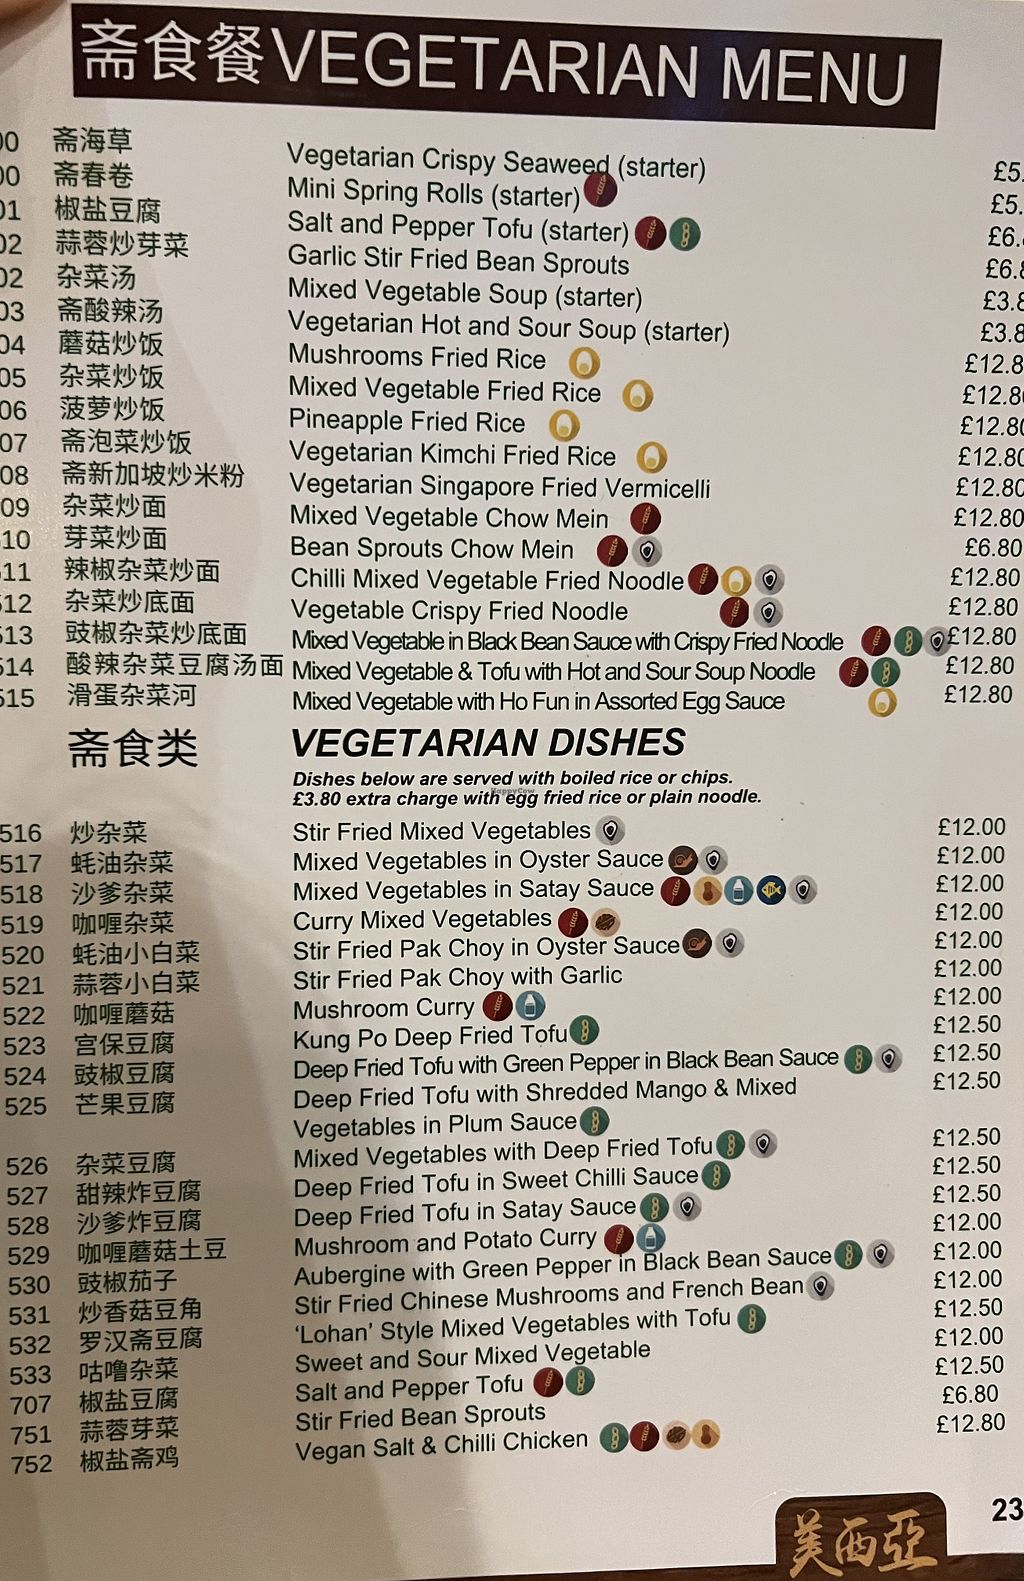 斋食餐VEGETARIAN MENU
00 斋海草 Vegetarian Crispy Seaweed (starter) £5.
00 斋春卷 Mini Spring Rolls (starter) £5.
01 椒盐豆腐 Salt and Pepper Tofu (starter) £6.
02 蒜蓉炒芽菜 Garlic Stir Fried Bean Sprouts £6.8
02 杂菜汤 Mixed Vegetable Soup (starter) £3.8
03 斋酸辣汤 Vegetarian Hot and Sour Soup (starter) £3.8
04 蘑菇炒饭 Mushrooms Fried Rice £12.8
05 杂菜炒饭 Mixed Vegetable Fried Rice £12.80
06 菠萝炒饭 Pineapple Fried Rice £12.80
07 斋泡菜炒饭 Vegetarian Kimchi Fried Rice £12.80
08 斋新加坡炒米粉 Vegetarian Singapore Fried Vermicelli £12.80
09 杂菜炒面 Mixed Vegetable Chow Mein £12.80
510 芽菜炒面 Bean Sprouts Chow Mein £6.80
511 辣椒杂菜炒面 Chilli Mixed Vegetable Fried Noodle £12.80
512 杂菜炒底面 Vegetable Crispy Fried Noodle £12.80
513 豉椒杂菜炒底面 Mixed Vegetable in Black Bean Sauce with Crispy Fried Noodle £12.80
514 酸辣杂菜豆腐汤面 Mixed Vegetable & Tofu with Hot and Sour Soup Noodle £12.80
515 滑蛋杂菜河 Mixed Vegetable with Ho Fun in Assorted Egg Sauce £12.80
斋食类 VEGETARIAN DISHES
Dishes below are served with boiled rice or chips.
HappyCow
£3.80 extra charge with egg fried rice or plain noodle.
516 炒杂菜 Stir Fried Mixed Vegetables £12.00
517 蚝油杂菜 Mixed Vegetables in Oyster Sauce £12.00
518 沙爹杂菜 Mixed Vegetables in Satay Sauce £12.00
519 咖喱杂菜 Curry Mixed Vegetables £12.00
520 蚝油小白菜 Stir Fried Pak Choy in Oyster Sauce £12.00
521 蒜蓉小白菜 Stir Fried Pak Choy with Garlic £12.00
522 咖喱蘑菇 Mushroom Curry £12.00
523 宫保豆腐 Kung Po Deep Fried Tofu £12.50
524 豉椒豆腐 Deep Fried Tofu with Green Pepper in Black Bean Sauce £12.50
525 芒果豆腐 Deep Fried Tofu with Shredded Mango & Mixed £12.50
Vegetables in Plum Sauce
526 杂菜豆腐 Mixed Vegetables with Deep Fried Tofu £12.50
527 甜辣炸豆腐 Deep Fried Tofu in Sweet Chilli Sauce £12.50
528 沙爹炸豆腐 Deep Fried Tofu in Satay Sauce £12.50
529 咖喱蘑菇土豆 Mushroom and Potato Curry £12.00
530 豉椒茄子 Aubergine with Green Pepper in Black Bean Sauce £12.00
531 炒香菇豆角 Stir Fried Chinese Mushrooms and French Bean £12.00
532 罗汉斋豆腐 ‘Lohan’ Style Mixed Vegetables with Tofu £12.50
533 咕噜杂菜 Sweet and Sour Mixed Vegetable £12.00
707 椒盐豆腐 Salt and Pepper Tofu £12.50
751 蒜蓉芽菜 Stir Fried Bean Sprouts £6.80
752 椒盐斋鸡 Vegan Salt & Chilli Chicken £12.80
23
美西亞